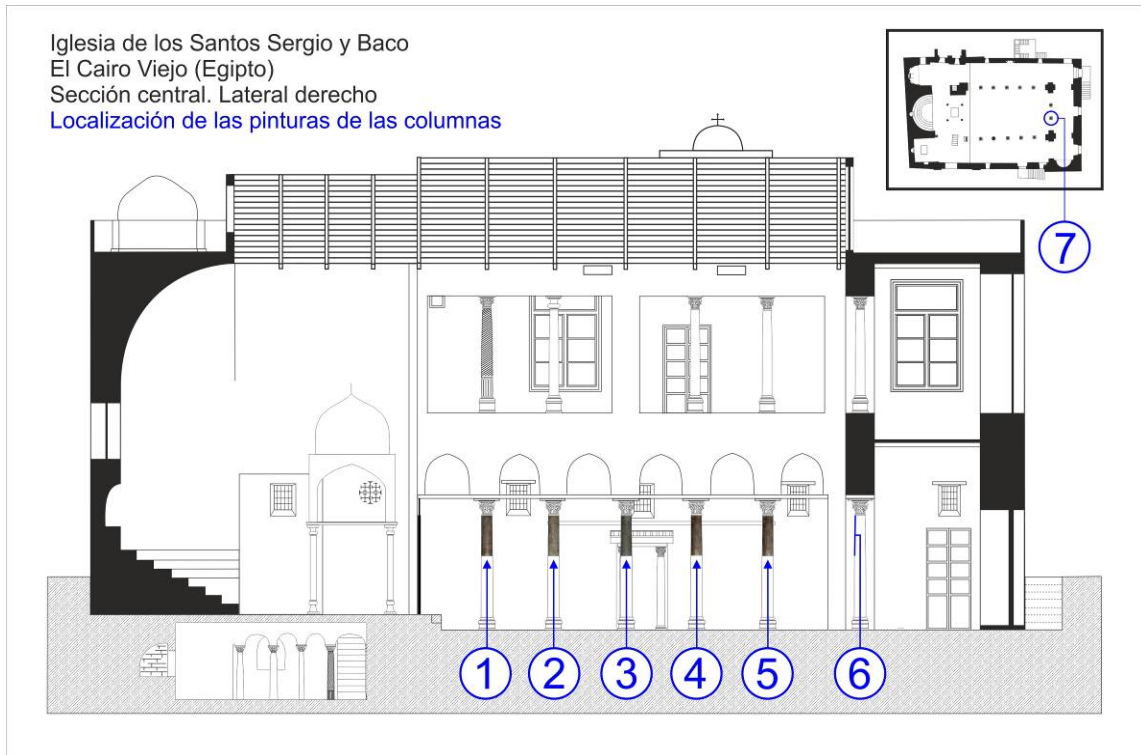 Iglesia de los Santos Sergio y Baco
El Cairo Viejo (Egipto)
Sección central. Lateral derecho
Localización de las pinturas de las columnas
7
1 2 3 4 5 6